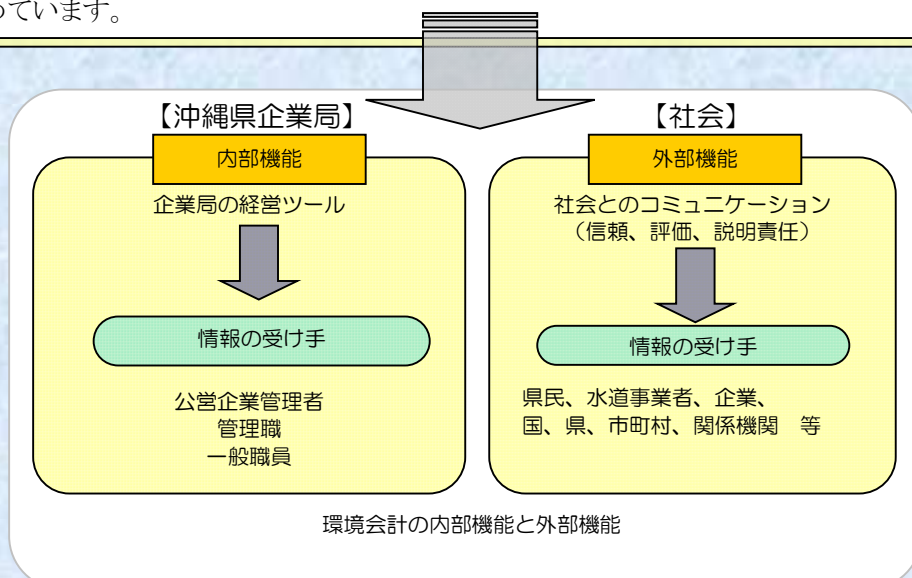 っています。
【沖縄県企業局】
内部機能
企業局の経営ツール
情報の受け手
公営企業管理者
管理職
一般職員
【社会】
外部機能
社会とのコミュニケーション
（信頼、評価、説明責任）
情報の受け手
県民、水道事業者、企業、
国、県、市町村、関係機関　等
環境会計の内部機能と外部機能